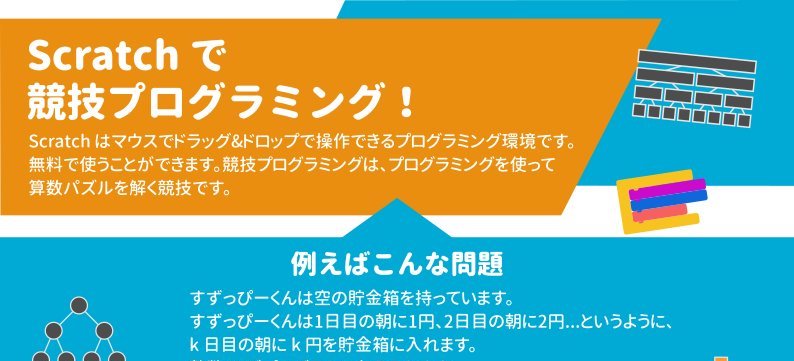 Scratch で
競技プログラミング！
Scratch はマウスでドラッグ&ドロップで操作できるプログラミング環境です。
無料で使うことができます。競技プログラミングは、プログラミングを使って
算数パズルを解く競技です。
例えばこんな問題
すずっぴーくんは空の貯金箱を持っています。
すずっぴーくんは1日目の朝に1円、2日目の朝に2円...というように、
k 日目の朝に k 円を貯金箱に入れます。